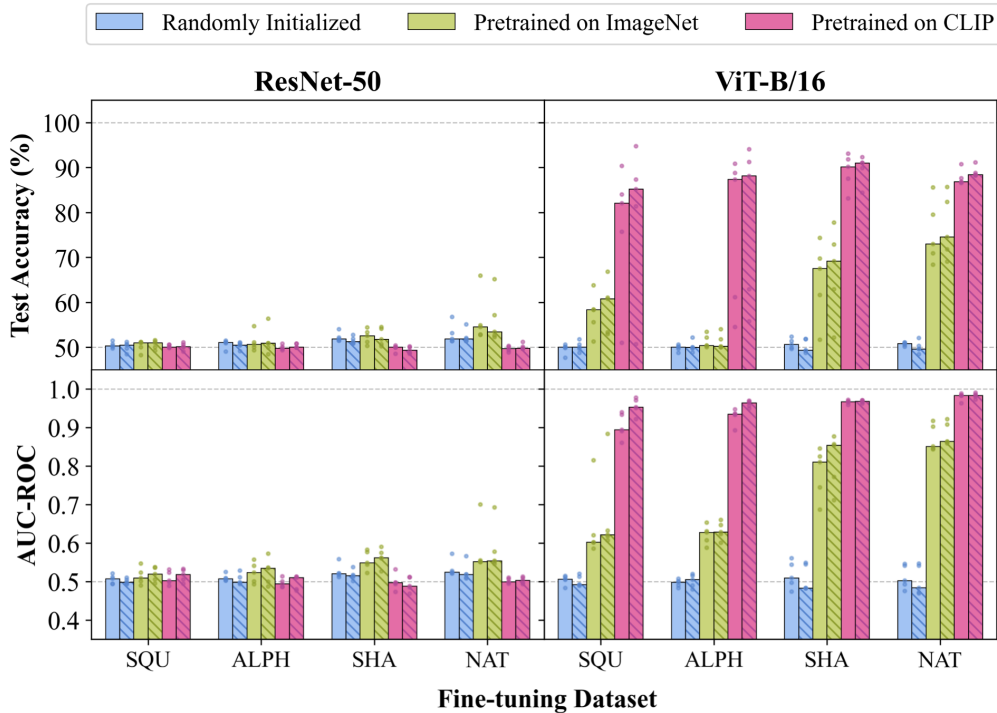 Randomly Initialized Pretrained on ImageNet Pretrained on CLIP
ResNet-50 ViT-B/16
Test Accuracy (%)
100
90
80
70
60
50
AUC-ROC
1.0
0.9
0.8
0.7
0.6
0.5
0.4
SQU ALPH SHA NAT SQU ALPH SHA NAT
Fine-tuning Dataset